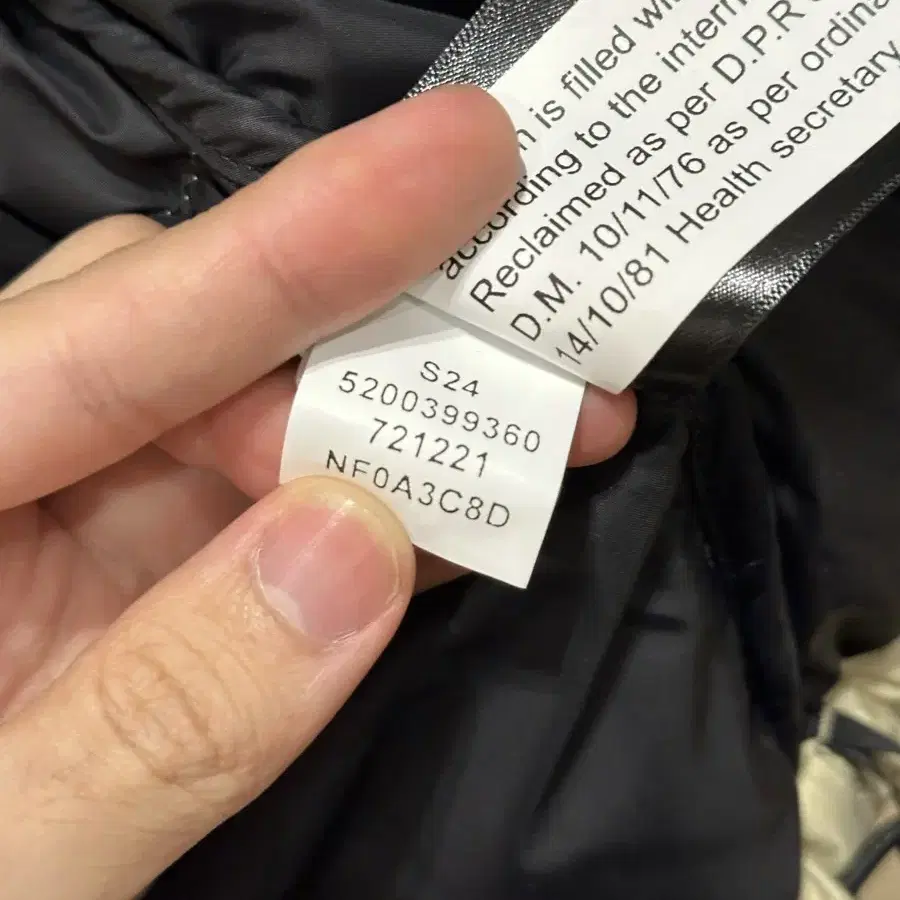 is filled
according to the intern
Reclaimed as per D.P.R
D.M. 10/11/76 as per ordina
14/10/81 Health secretary
S24
5200399360
721221
NF0A3C8D